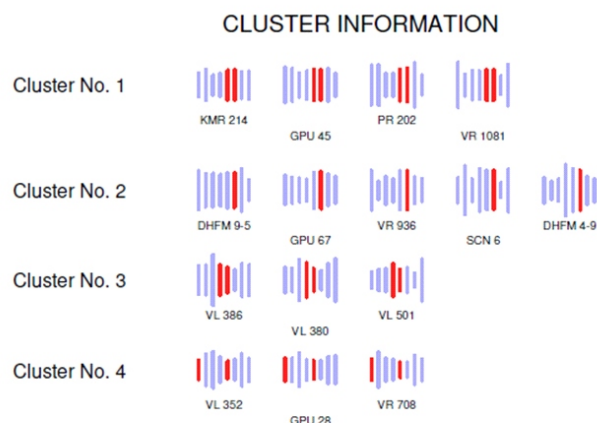 CLUSTER INFORMATION
Cluster No. 1
KMR 214
GPU 45
PR 202
VR 1081
Cluster No. 2
DHFM 9-5
GPU 67
VR 936
SCN 6
DHFM 4-9
Cluster No. 3
VL 386
VL 380
VL 501
Cluster No. 4
VL 352
GPU 28
VR 708